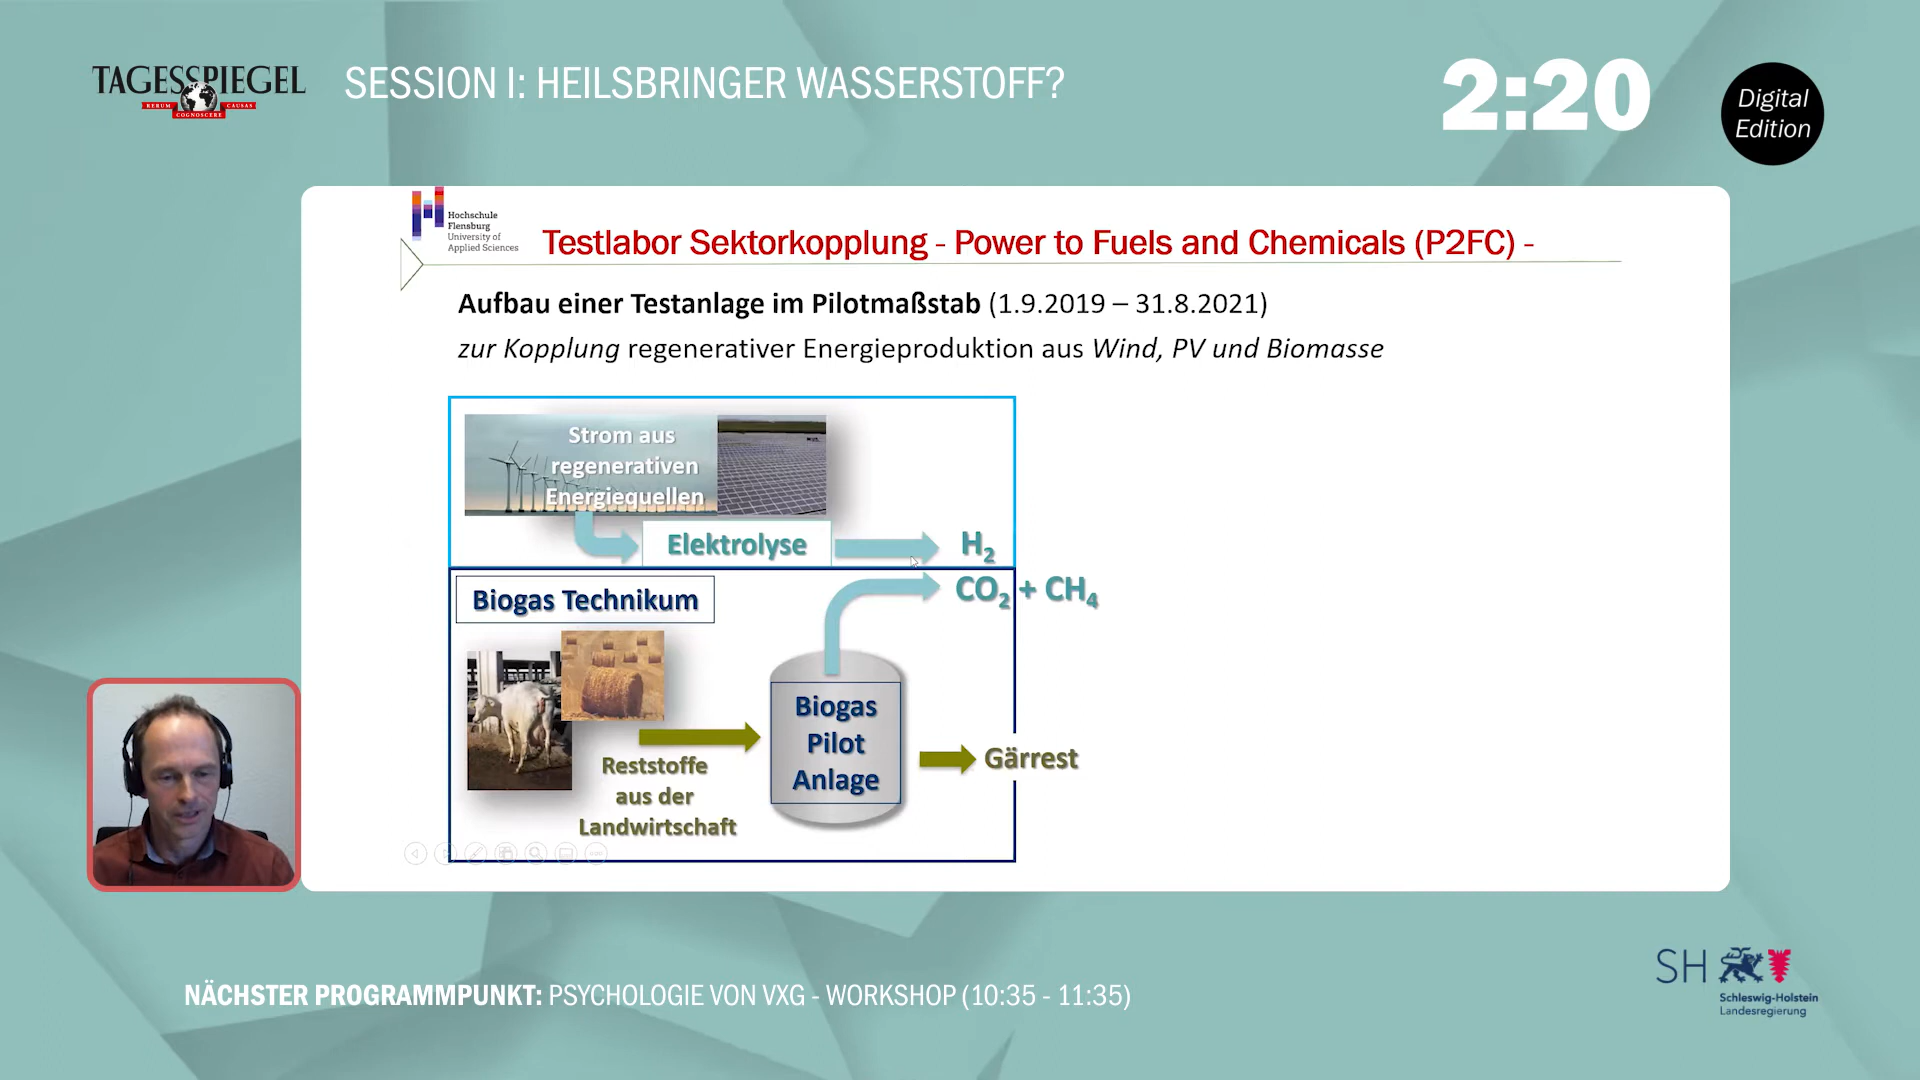 TAGESSPIEGEL
RERUM CAUSAS
COGNOSCERE
SESSION I: HEILSBRINGER WASSERSTOFF?
2:20
Digital
Edition
Hochschule
Flensburg
University of
Applied Sciences
Testlabor Sektorkopplung - Power to Fuels and Chemicals (P2FC) -
Aufbau einer Testanlage im Pilotmaßstab (1.9.2019 – 31.8.2021)
zur Kopplung regenerativer Energieproduktion aus Wind, PV und Biomasse
Strom aus
regenerativen
Energiequellen
Elektrolyse
H2
CO2 + CH4
Biogas Technikum
Biogas
Pilot
Anlage
Gärrest
Reststoffe
aus der
Landwirtschaft
NÄCHSTER PROGRAMMPUNKT: PSYCHOLOGIE VON VXG - WORKSHOP (10:35 - 11:35)
SH
Schleswig-Holstein
Landesregierung